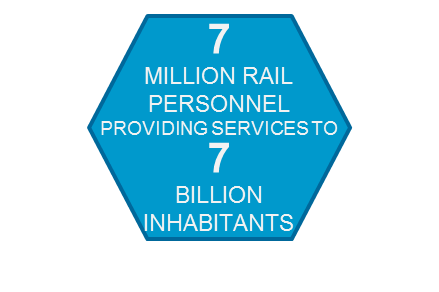 7
MILLION RAIL
PERSONNEL
PROVIDING SERVICES TO
7
BILLION
INHABITANTS